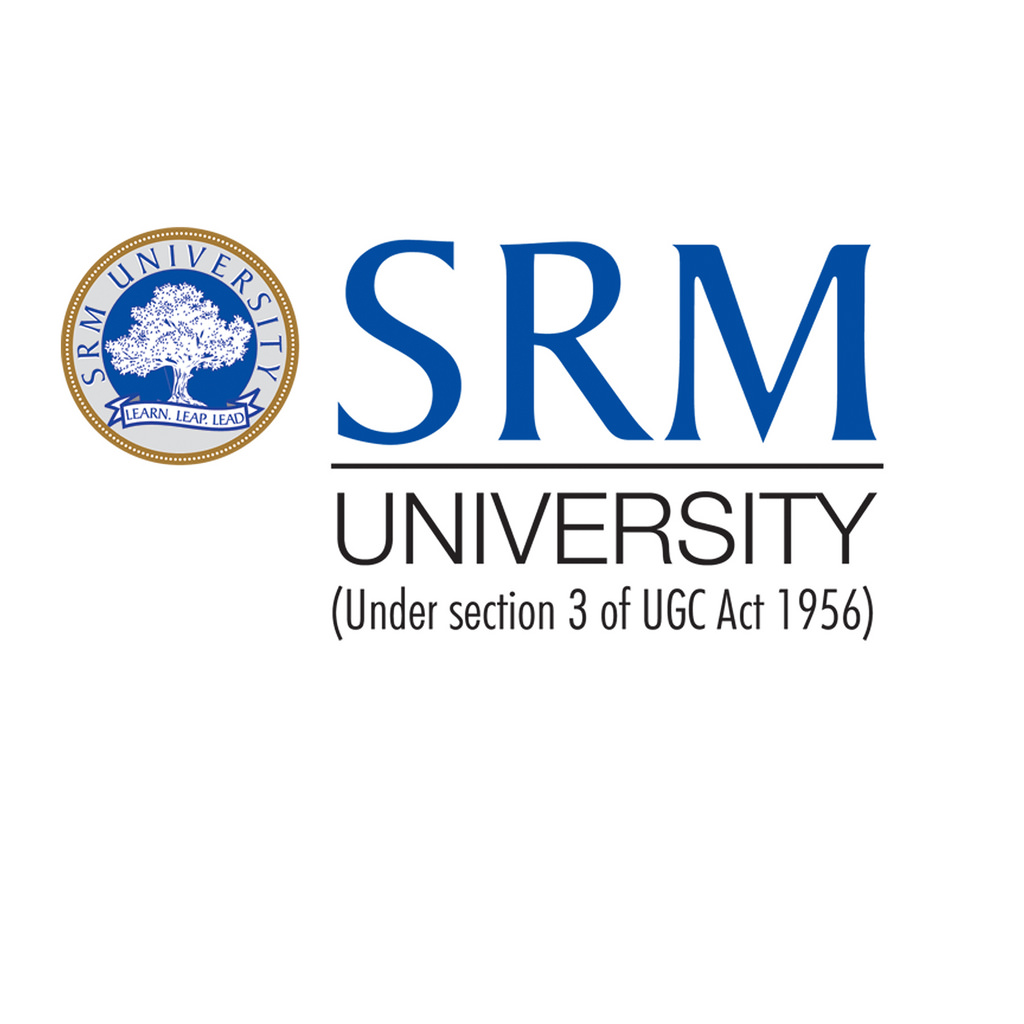 SRM UNIVERSITY
LEARN. LEAP. LEAD
SRM
UNIVERSITY
(Under section 3 of UGC Act 1956)